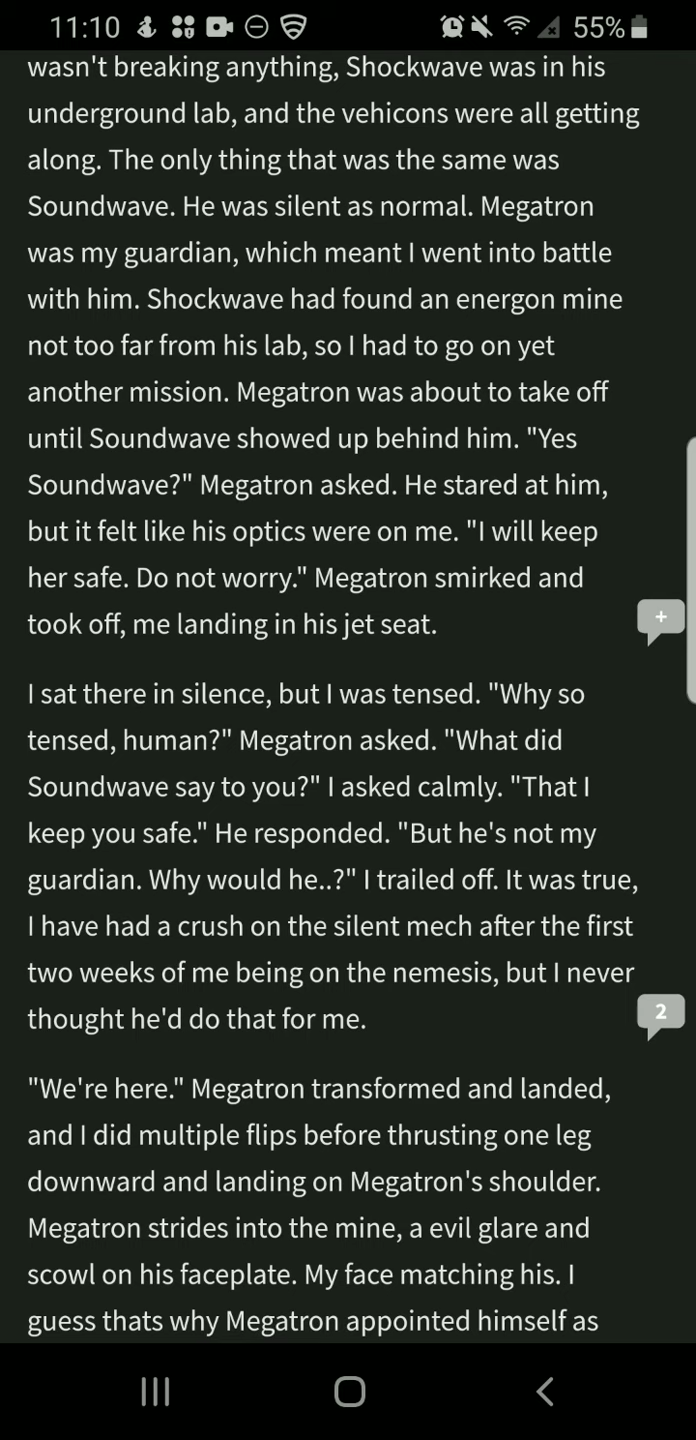 11:10 55%
wasn't breaking anything, Shockwave was in his
underground lab, and the vehicons were all getting
along. The only thing that was the same was
Soundwave. He was silent as normal. Megatron
was my guardian, which meant I went into battle
with him. Shockwave had found an energon mine
not too far from his lab, so I had to go on yet
another mission. Megatron was about to take off
until Soundwave showed up behind him. "Yes
Soundwave?" Megatron asked. He stared at him,
but it felt like his optics were on me. "I will keep
her safe. Do not worry." Megatron smirked and
took off, me landing in his jet seat.
+
I sat there in silence, but I was tensed. "Why so
tensed, human?" Megatron asked. "What did
Soundwave say to you?" I asked calmly. "That I
keep you safe." He responded. "But he's not my
guardian. Why would he..?" I trailed off. It was true,
I have had a crush on the silent mech after the first
two weeks of me being on the nemesis, but I never
thought he'd do that for me.
2
"We're here." Megatron transformed and landed,
and I did multiple flips before thrusting one leg
downward and landing on Megatron's shoulder.
Megatron strides into the mine, a evil glare and
scowl on his faceplate. My face matching his. I
guess thats why Megatron appointed himself as